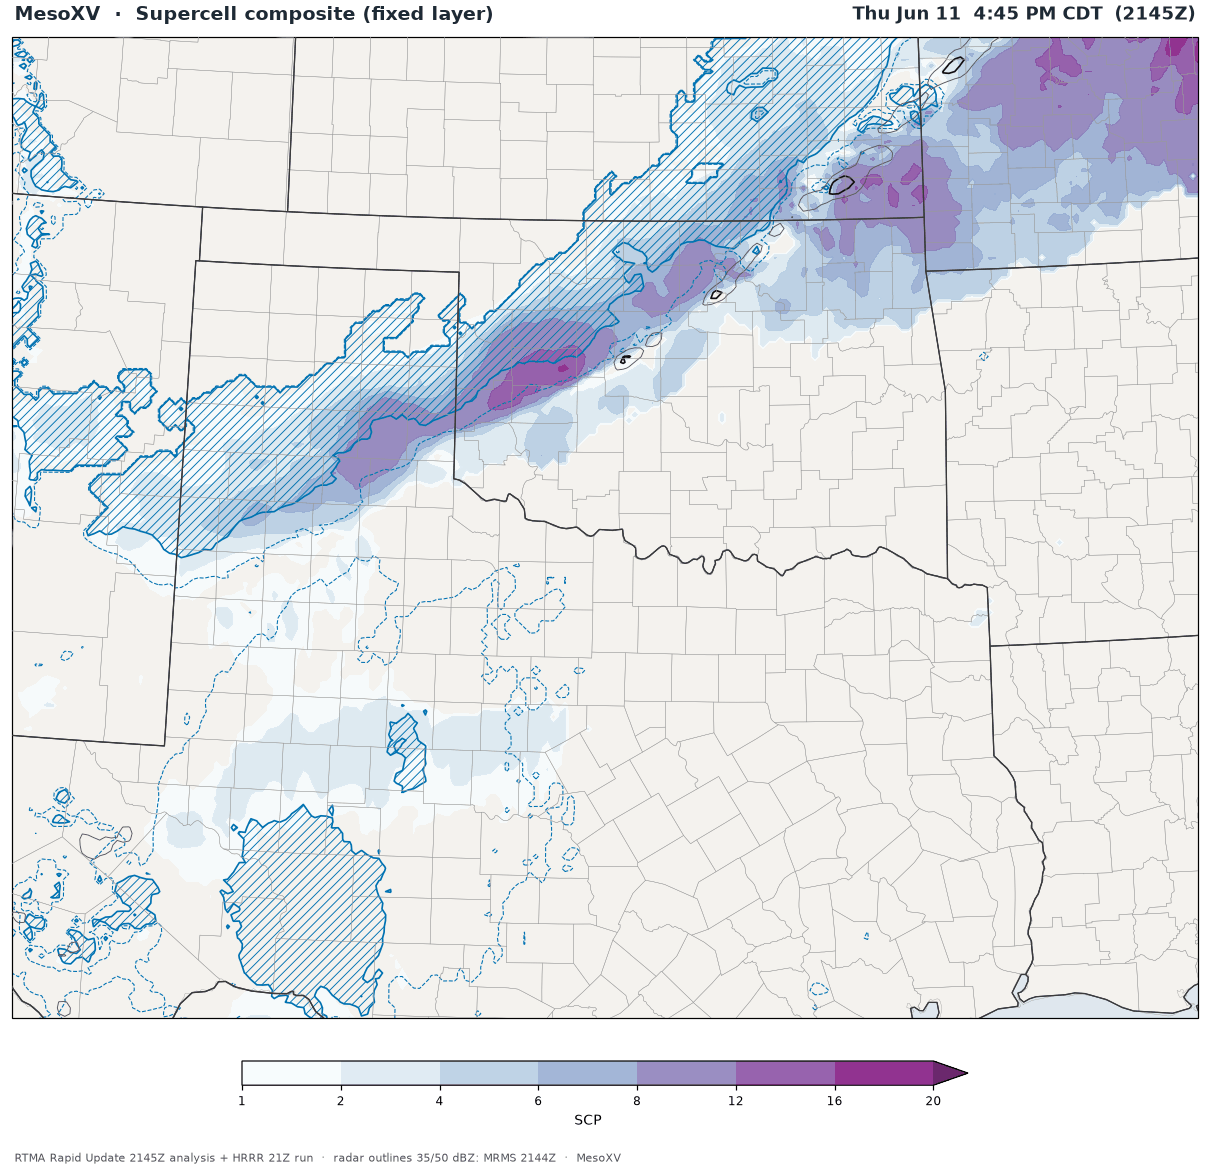 MesoXV · Supercell composite (fixed layer)
Thu Jun 11 4:45 PM CDT (2145Z)
1 2 4 6 8 12 16 20
SCP
RTMA Rapid Update 2145Z analysis + HRRR 21Z run · radar outlines 35/50 dBZ: MRMS 2144Z · MesoXV